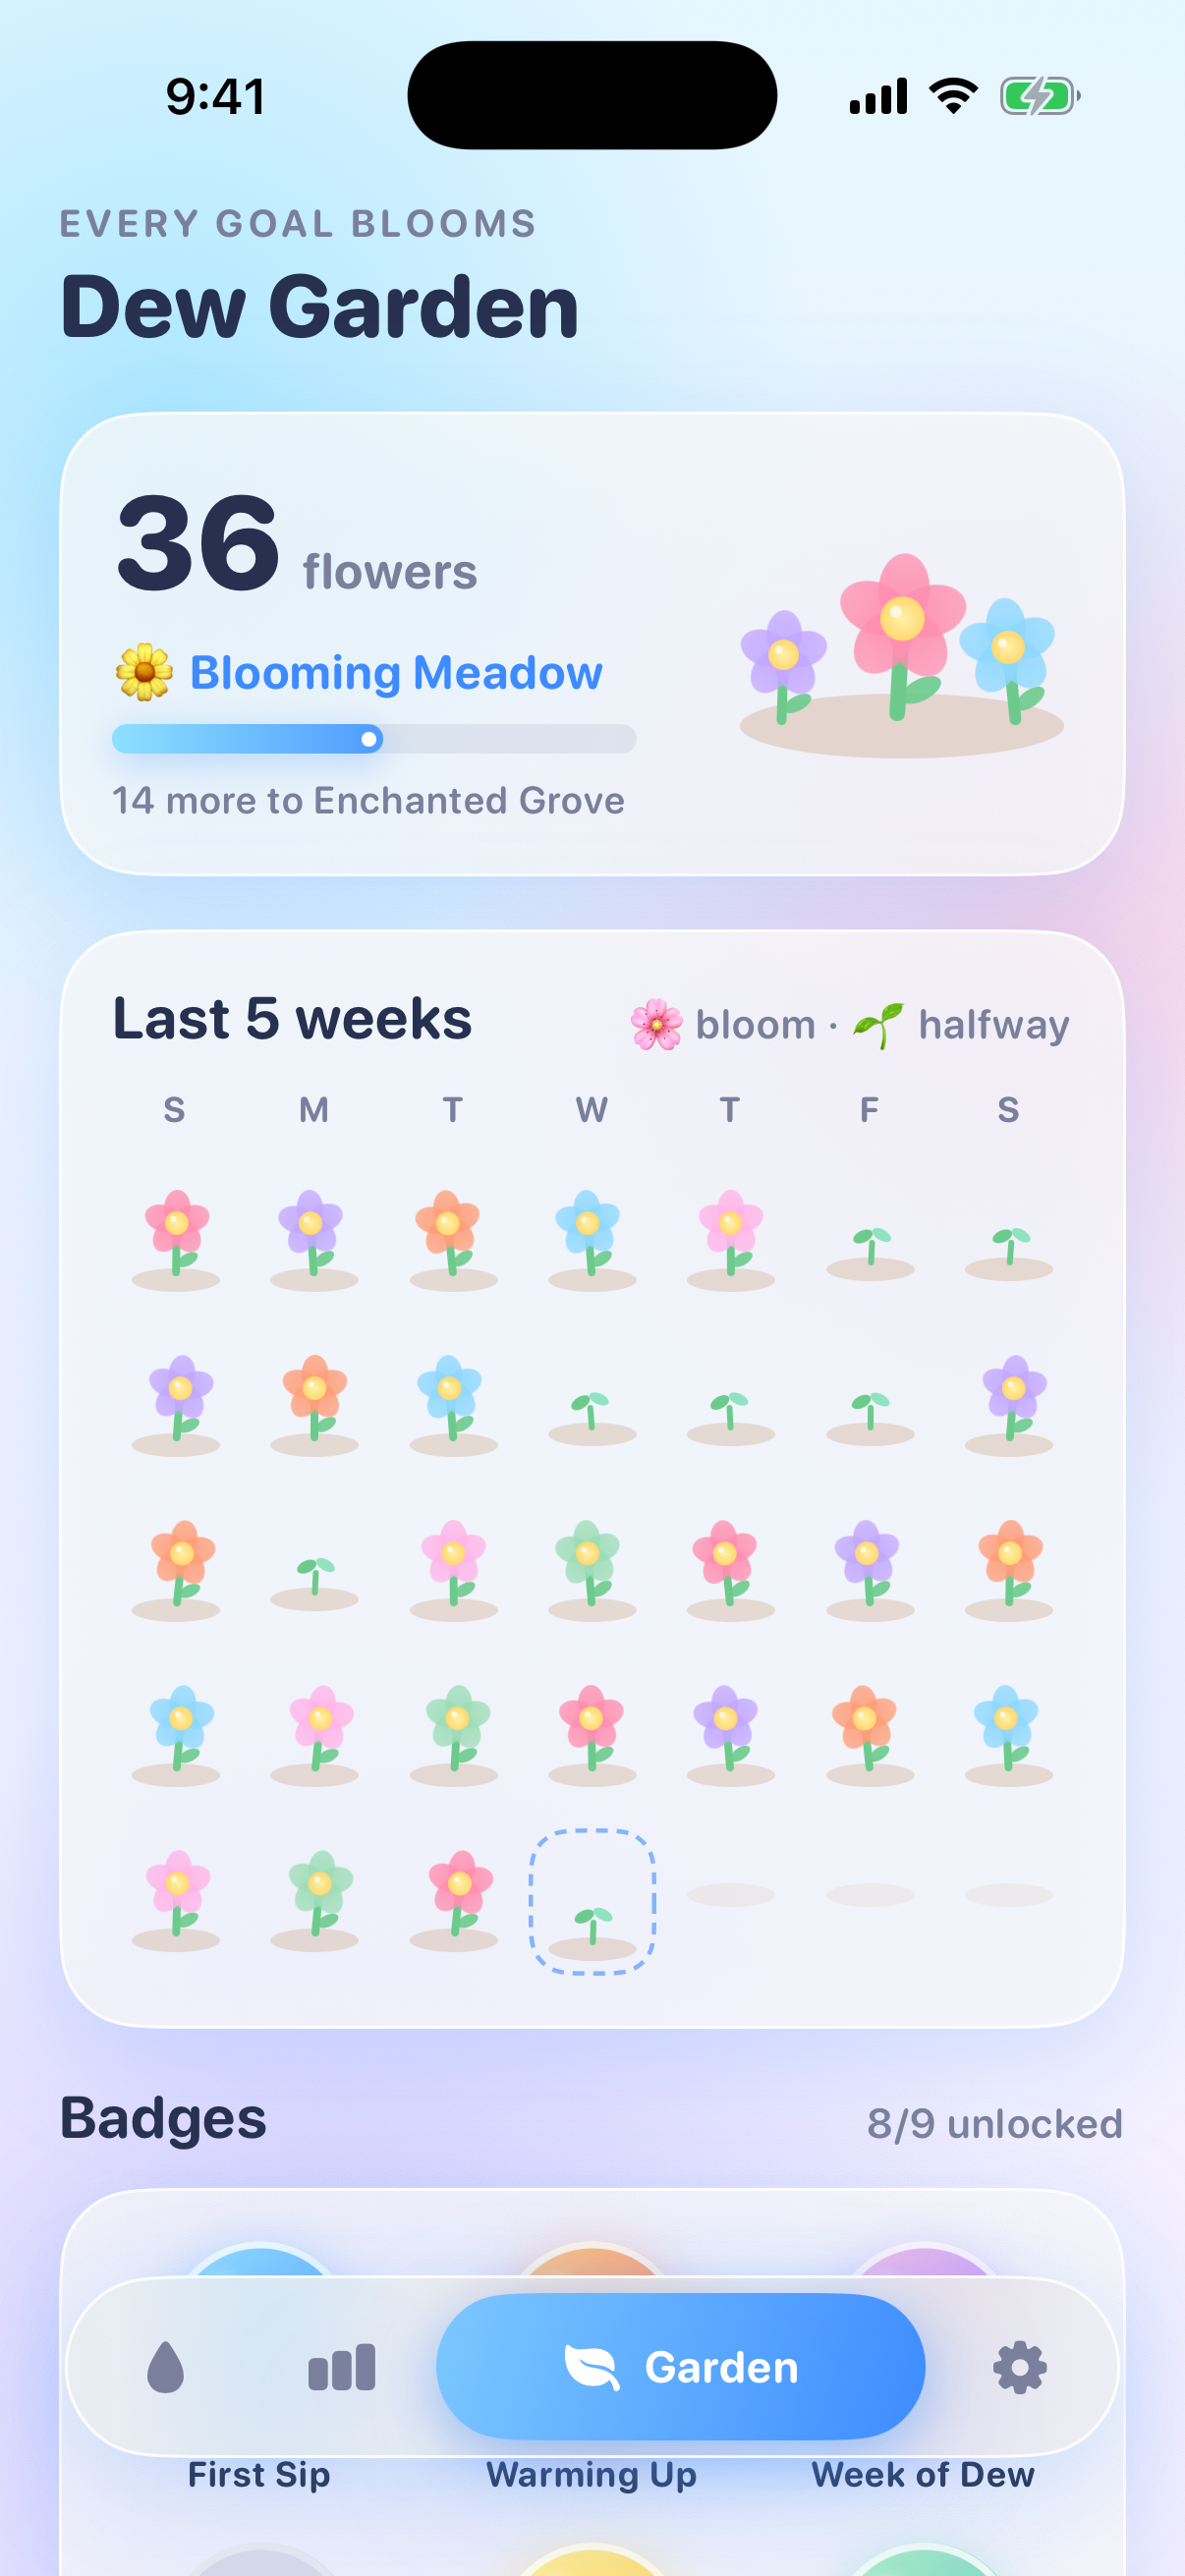 9:41
EVERY GOAL BLOOMS
Dew Garden
36 flowers
Blooming Meadow
14 more to Enchanted Grove
Last 5 weeks
bloom · halfway
S M T W T F S
Badges
8/9 unlocked
Garden
First Sip
Warming Up
Week of Dew